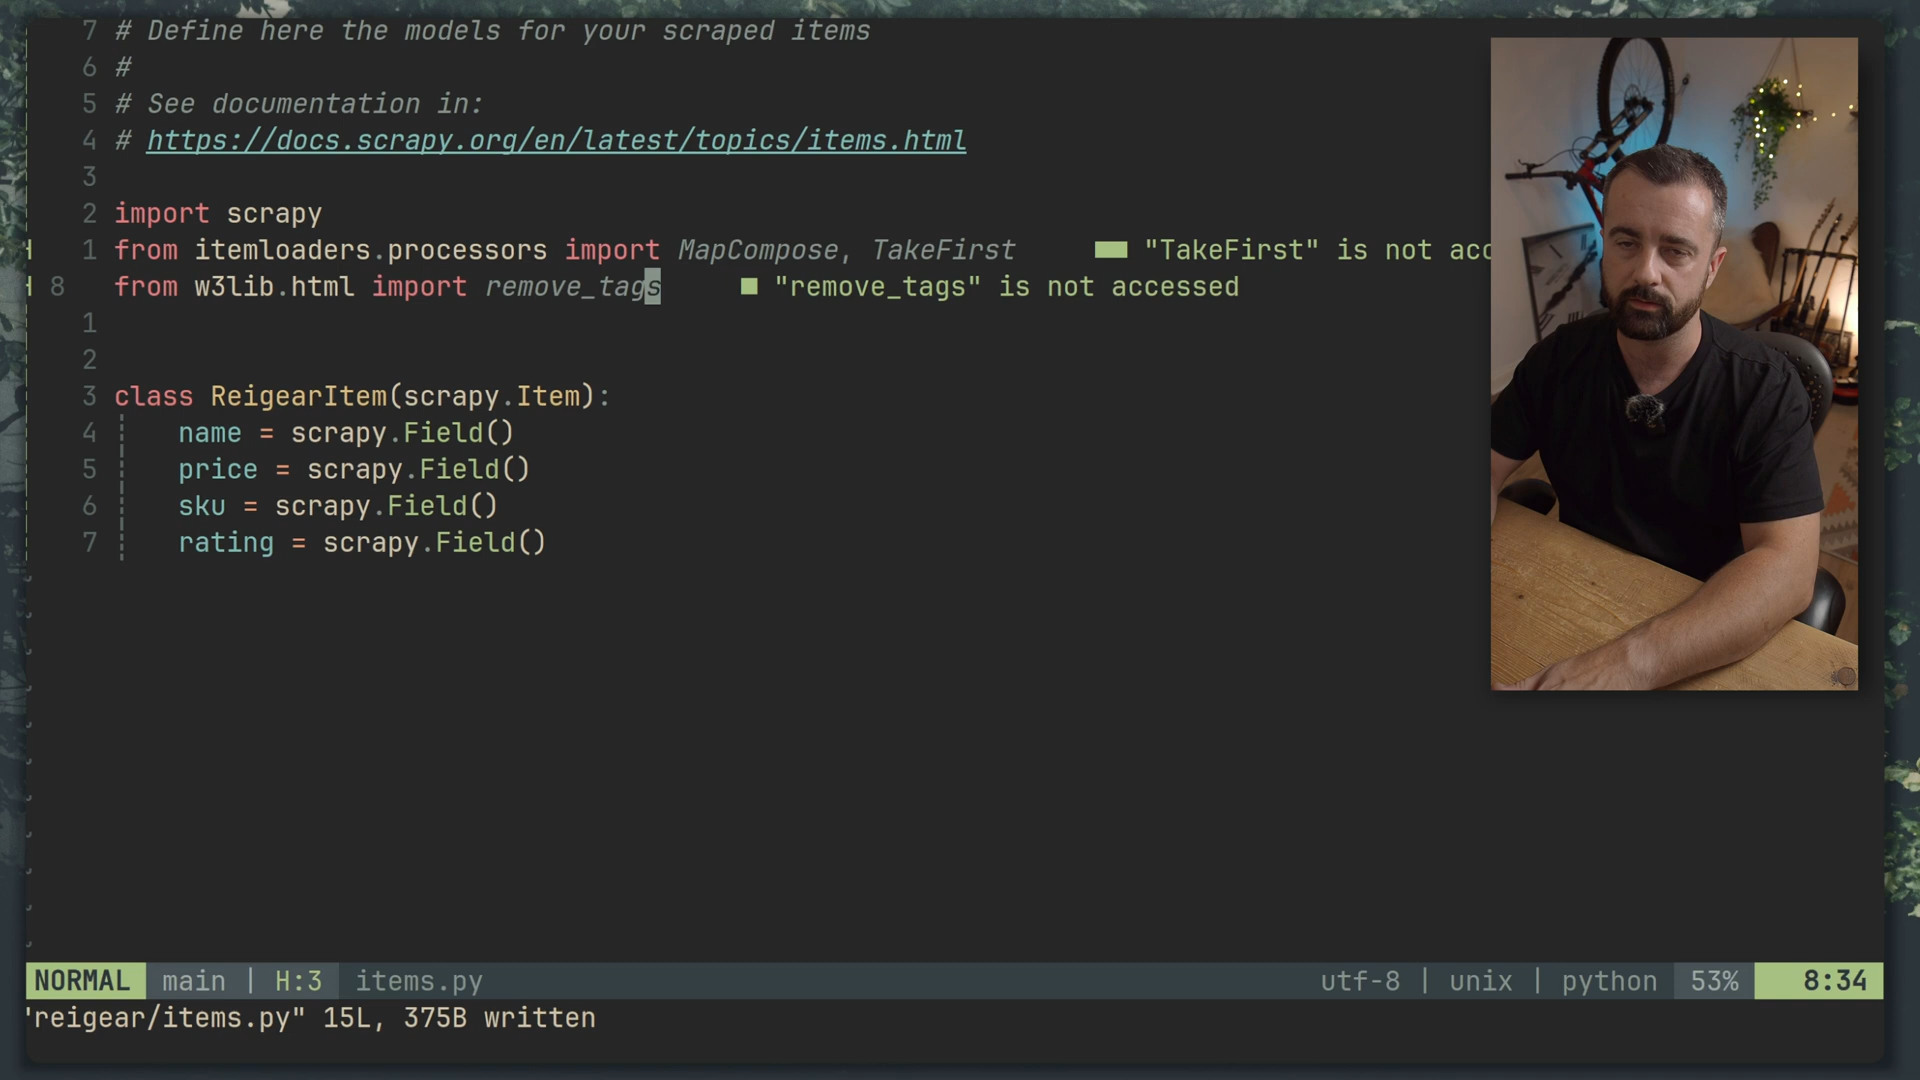 7 # Define here the models for your scraped items
6 #
5 # See documentation in:
4 # https://docs.scrapy.org/en/latest/topics/items.html
3
2 import scrapy
1 from itemloaders.processors import MapCompose, TakeFirst "TakeFirst" is not acc
8 from w3lib.html import remove_tags "remove_tags" is not accessed
1
2
3 class ReigearItem(scrapy.Item):
4 name = scrapy.Field()
5 price = scrapy.Field()
6 sku = scrapy.Field()
7 rating = scrapy.Field()
NORMAL main | H:3 items.py utf-8 | unix | python 53% 8:34
"reigear/items.py" 15L, 375B written